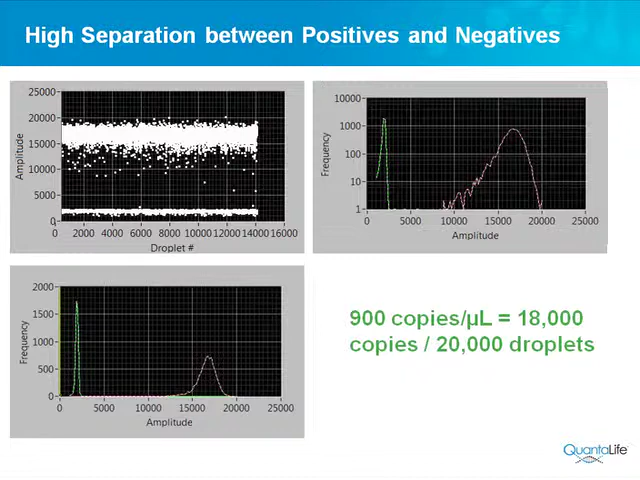 High Separation between Positives and Negatives
25000
20000
15000
10000
5000
0
Amplitude
0 2000 4000 6000 8000 10000 12000 14000 16000
Droplet #
10000
1000
100
10
1
Frequency
0 5000 10000 15000 20000 25000
Amplitude
2000
1500
1000
500
0
Frequency
0 5000 10000 15000 20000 25000
Amplitude
900 copies/µL = 18,000
copies / 20,000 droplets
QuantaLife